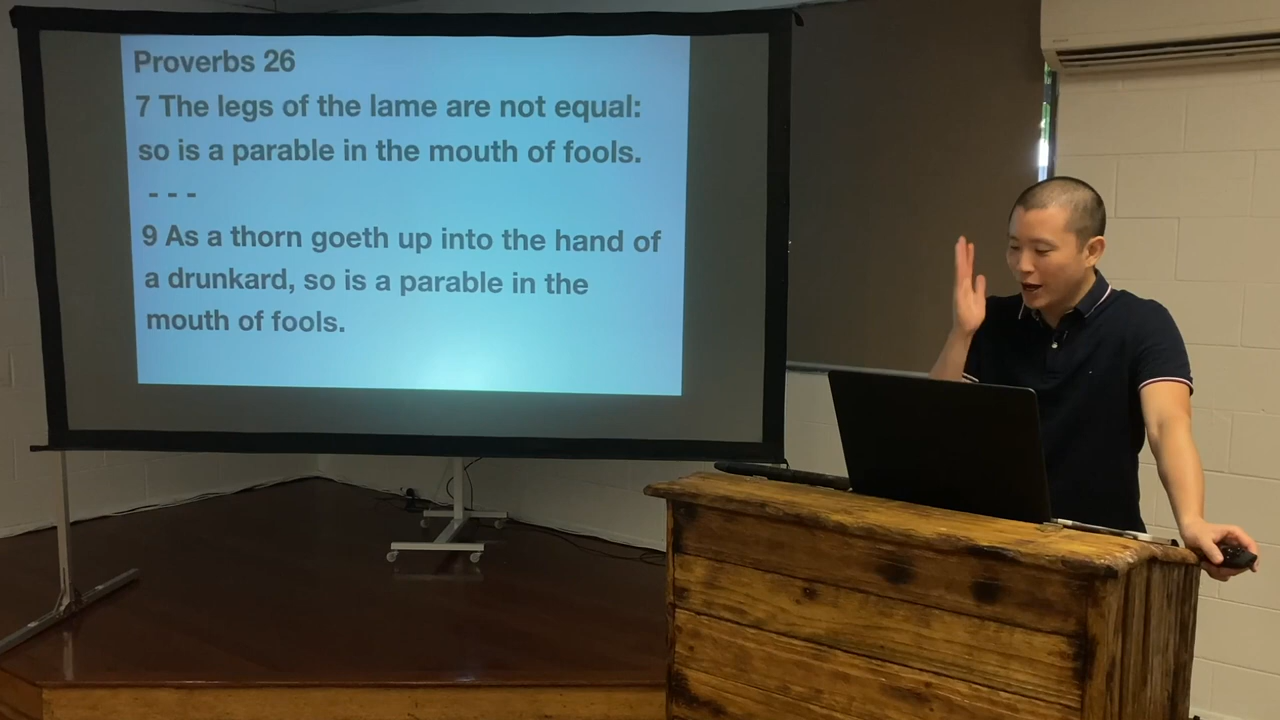 Proverbs 26
7 The legs of the lame are not equal:
so is a parable in the mouth of fools.
- - -
9 As a thorn goeth up into the hand of
a drunkard, so is a parable in the
mouth of fools.